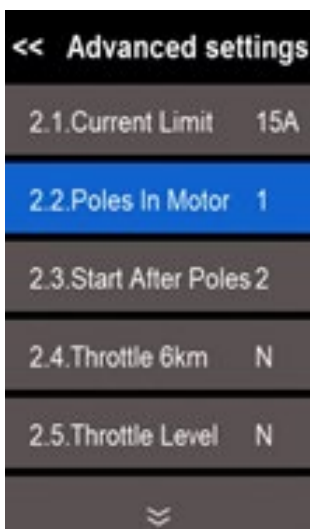 << Advanced settings
2.1.Current Limit 15A
2.2.Poles In Motor 1
2.3.Start After Poles 2
2.4.Throttle 6km N
2.5.Throttle Level N